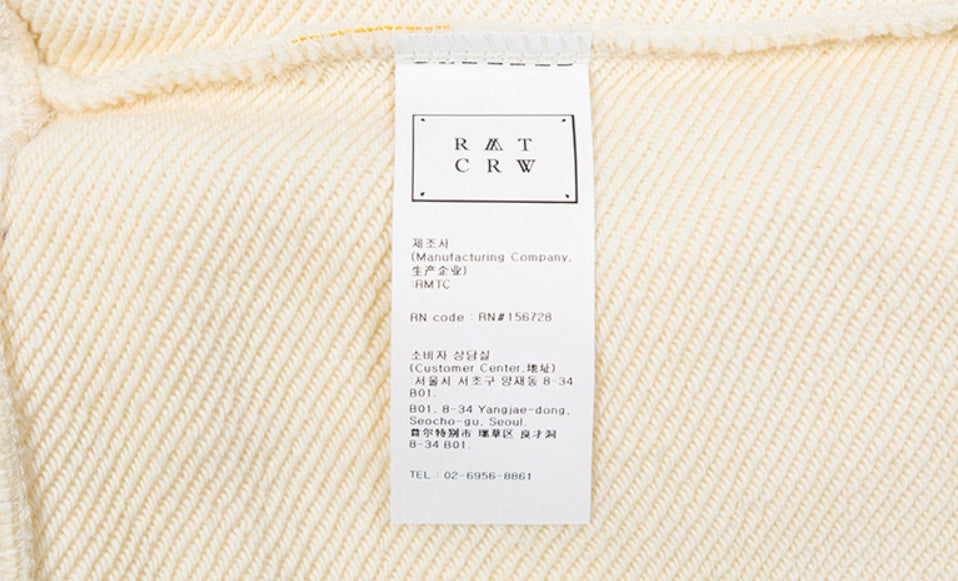 R M T
C R W
제조사
(Manufacturing Company,
生产企业)
:RMTC
RN code : RN#156728
소비자 상담실
(Customer Center,地址)
:서울시 서초구 양재동 8-34
B01.
B01, 8-34 Yangjae-dong,
Seocho-gu, Seoul.
首尔特别市 瑞草区 良才洞
8-34 B01.
TEL : 02-6956-8861